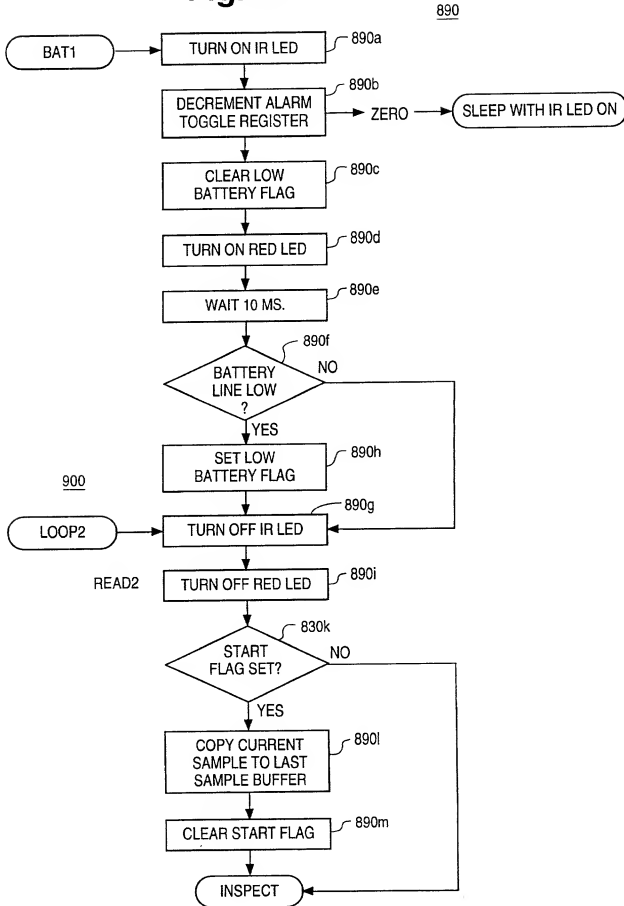 890
BAT1
TURN ON IR LED
890a
890b
DECREMENT ALARM
TOGGLE REGISTER
ZERO
SLEEP WITH IR LED ON
CLEAR LOW
BATTERY FLAG
890c
TURN ON RED LED
890d
WAIT 10 MS.
890e
890f
BATTERY
LINE LOW
?
NO
YES
SET LOW
BATTERY FLAG
890h
900
890g
LOOP2
TURN OFF IR LED
READ2
TURN OFF RED LED
890i
830k
START
FLAG SET?
NO
YES
COPY CURRENT
SAMPLE TO LAST
SAMPLE BUFFER
890l
CLEAR START FLAG
890m
INSPECT